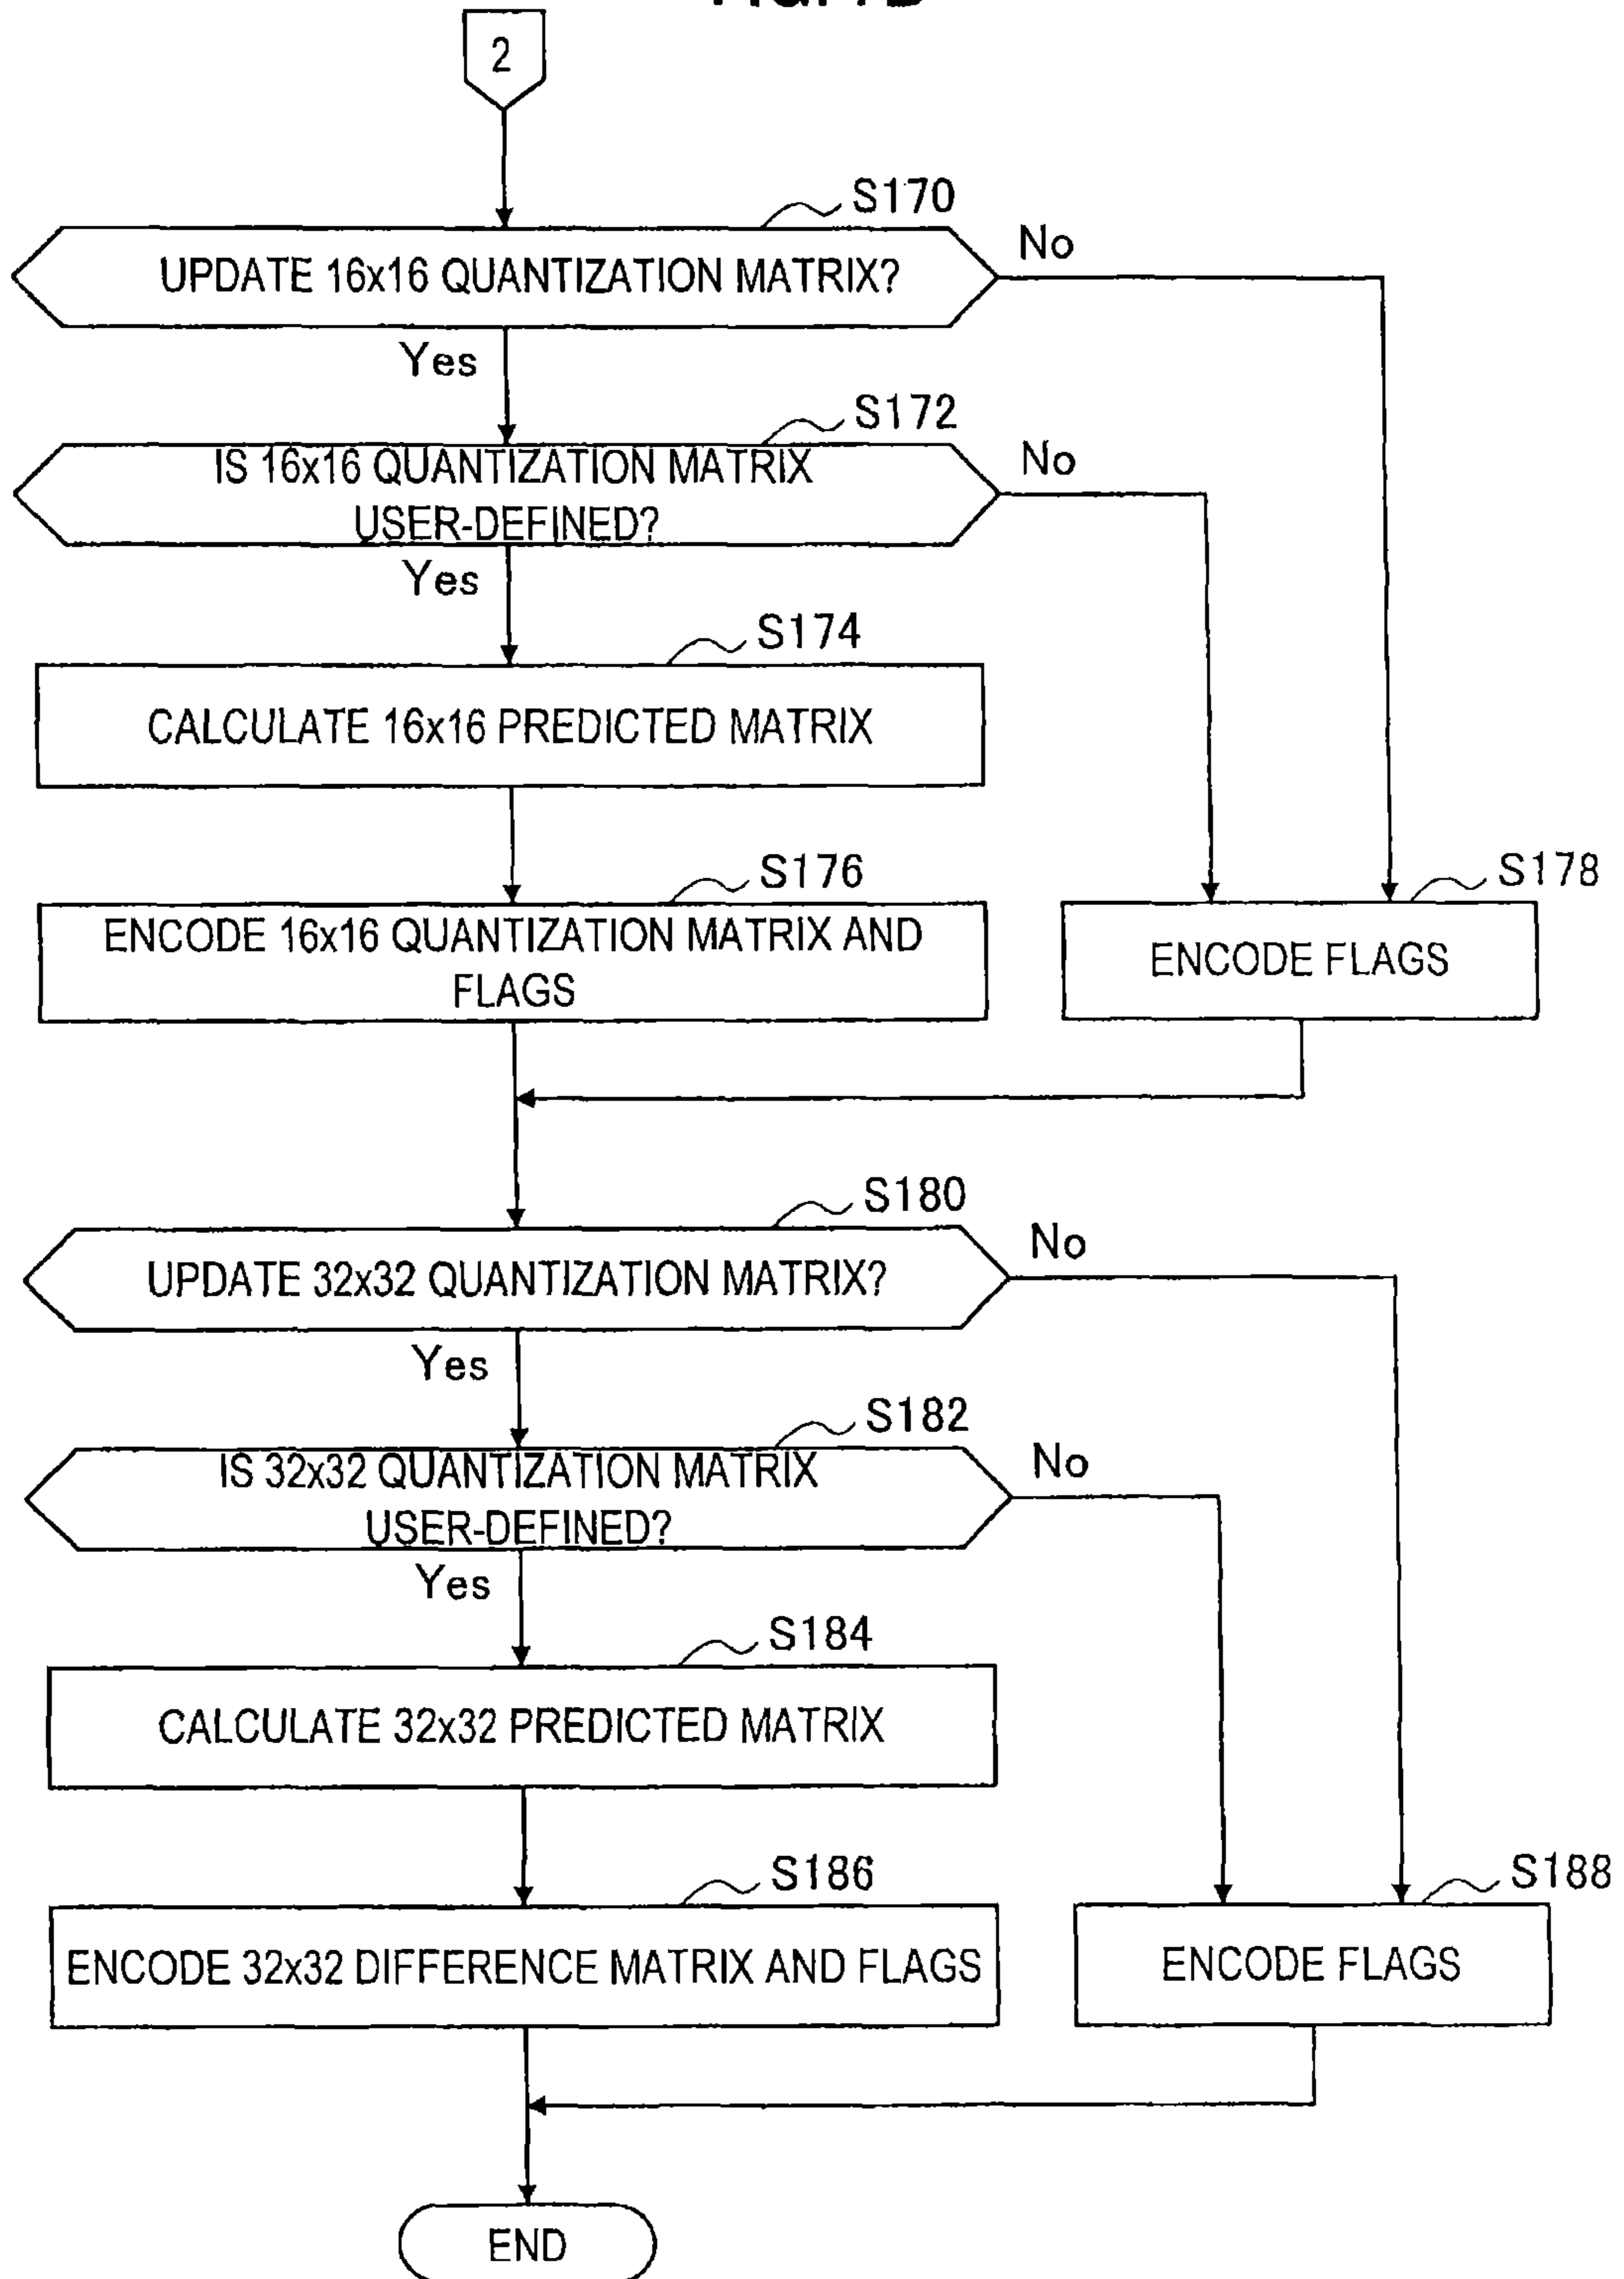 2
S170
UPDATE 16x16 QUANTIZATION MATRIX?
No
Yes
S172
IS 16x16 QUANTIZATION MATRIX
USER-DEFINED?
No
Yes
S174
CALCULATE 16x16 PREDICTED MATRIX
S176
ENCODE 16x16 QUANTIZATION MATRIX AND
FLAGS
S178
ENCODE FLAGS
S180
UPDATE 32x32 QUANTIZATION MATRIX?
No
Yes
S182
IS 32x32 QUANTIZATION MATRIX
USER-DEFINED?
No
Yes
S184
CALCULATE 32x32 PREDICTED MATRIX
S186
ENCODE 32x32 DIFFERENCE MATRIX AND FLAGS
S188
ENCODE FLAGS
END